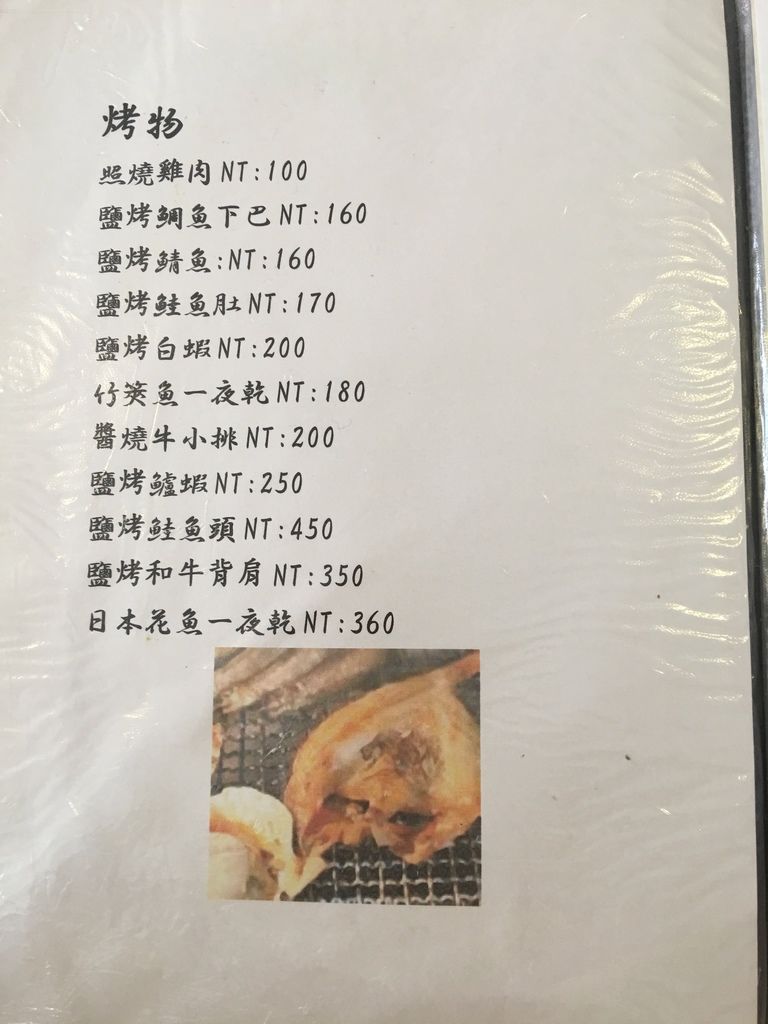 烤物
照燒雞肉NT:100
鹽烤鯛魚下巴NT:160
鹽烤鯖魚:NT:160
鹽烤鮭魚肚NT:170
鹽烤白蝦NT:200
竹筴魚一夜乾NT:180
醬燒牛小排NT:200
鹽烤鱸蝦NT:250
鹽烤鮭魚頭NT:450
鹽烤和牛背肩NT:350
日本花魚一夜乾NT:360